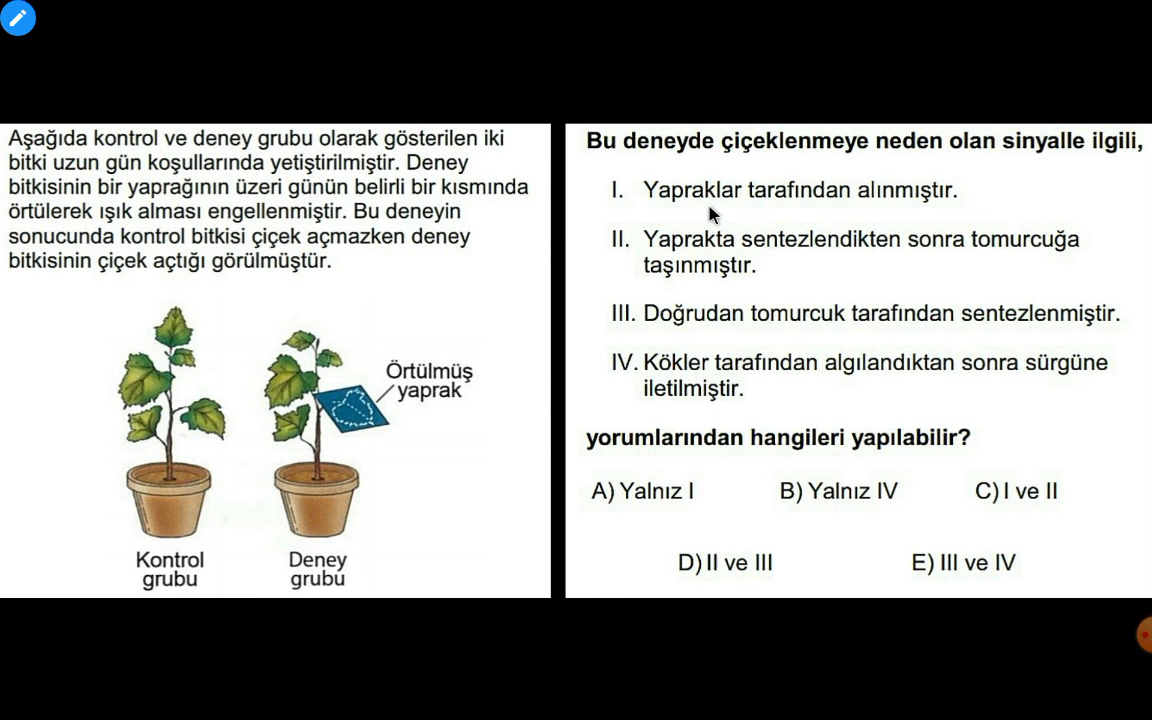 Aşağıda kontrol ve deney grubu olarak gösterilen iki
bitki uzun gün koşullarında yetiştirilmiştir. Deney
bitkisinin bir yaprağının üzeri günün belirli bir kısmında
örtülerek ışık alması engellenmiştir. Bu deneyin
sonucunda kontrol bitkisi çiçek açmazken deney
bitkisinin çiçek açtığı görülmüştür.
Örtülmüş
yaprak
Kontrol
grubu
Deney
grubu
Bu deneyde çiçeklenmeye neden olan sinyalle ilgili,
I. Yapraklar tarafından alınmıştır.
II. Yaprakta sentezlendikten sonra tomurcuğa
taşınmıştır.
III. Doğrudan tomurcuk tarafından sentezlenmiştir.
IV. Kökler tarafından algılandıktan sonra sürgüne
iletilmiştir.
yorumlarından hangileri yapılabilir?
A) Yalnız I B) Yalnız IV C) I ve II
D) II ve III E) III ve IV